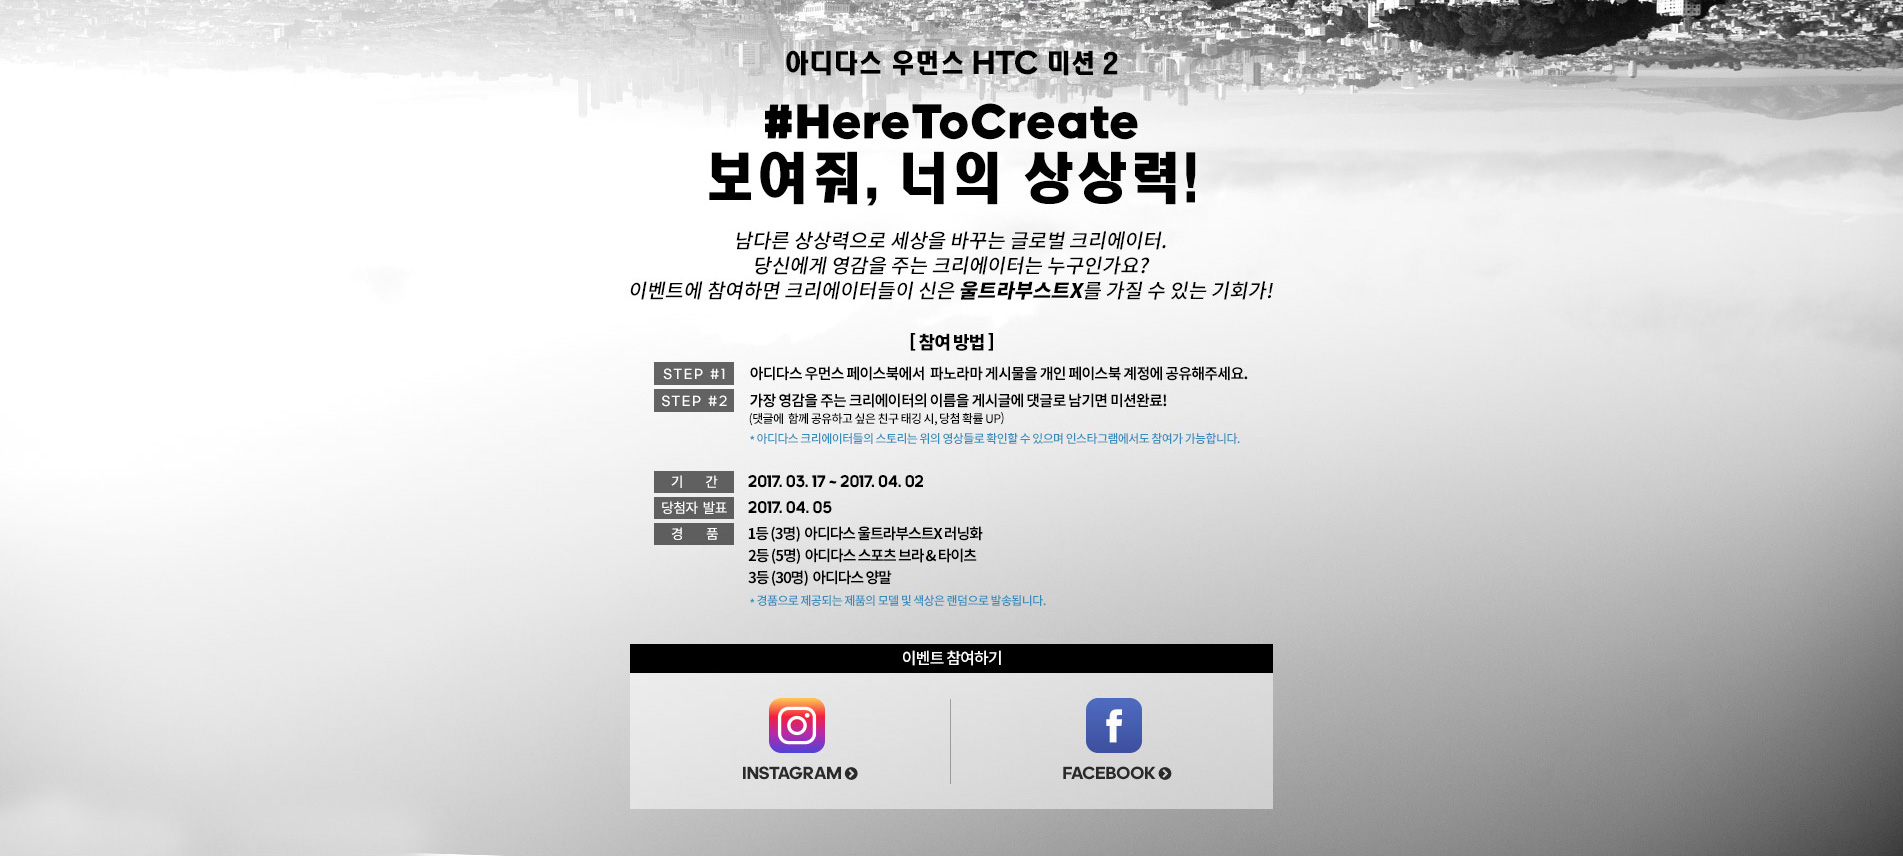 아디다스 우먼스 HTC 미션 2
#HereToCreate
보여줘, 너의 상상력!
남다른 상상력으로 세상을 바꾸는 글로벌 크리에이터.
당신에게 영감을 주는 크리에이터는 누구인가요?
이벤트에 참여하면 크리에이터들이 신은 울트라부스트X를 가질 수 있는 기회가!
[ 참여 방법 ]
STEP #1 아디다스 우먼스 페이스북에서 파노라마 게시물을 개인 페이스북 계정에 공유해주세요.
STEP #2 가장 영감을 주는 크리에이터의 이름을 게시글에 댓글로 남기면 미션완료!
(댓글에 함께 공유하고 싶은 친구 태깅 시, 당첨 확률 UP)
* 아디다스 크리에이터들의 스토리는 위의 영상들로 확인할 수 있으며 인스타그램에서도 참여가 가능합니다.
기 간 2017. 03. 17 ~ 2017. 04. 02
당첨자 발표 2017. 04. 05
경 품 1등 (3명) 아디다스 울트라부스트X 러닝화
2등 (5명) 아디다스 스포츠 브라 & 타이츠
3등 (30명) 아디다스 양말
* 경품으로 제공되는 제품의 모델 및 색상은 랜덤으로 발송됩니다.
이벤트 참여하기
INSTAGRAM
FACEBOOK